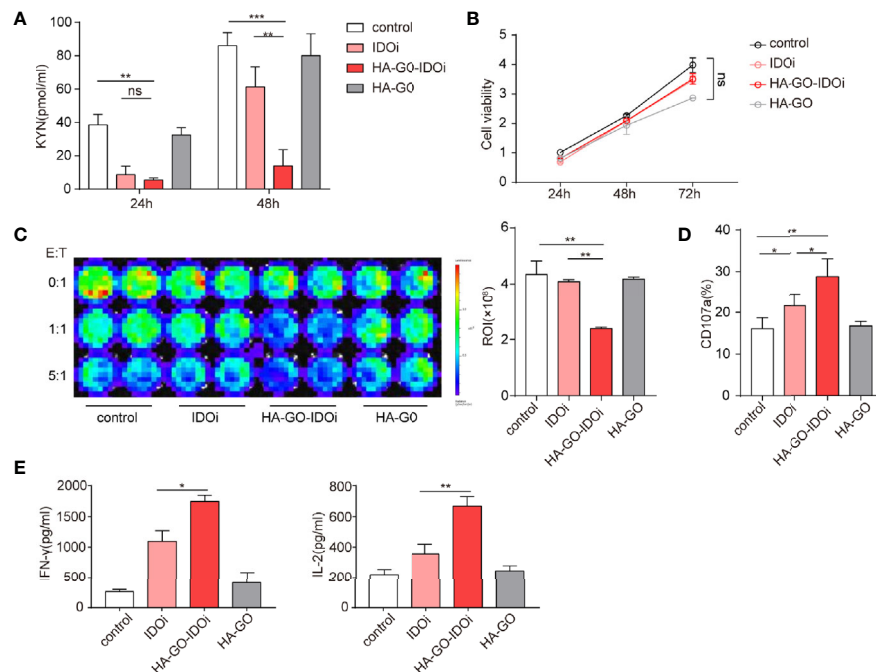 A
KYN(pmol/ml)
100
80
60
40
20
0
***
**
**
ns
24h
48h
control
IDOi
HA-G0-IDOi
HA-G0
B
Cell viability
6
5
4
3
2
1
0
24h
48h
72h
ns
control
IDOi
HA-GO-IDOi
HA-GO
C
E:T
0:1
1:1
5:1
control
IDOi
HA-GO-IDOi
HA-G0
ROI(×10⁸)
6
4
2
0
**
**
control
IDOi
HA-GO-IDOi
HA-GO
D
CD107a(%)
40
30
20
10
0
**
*
*
control
IDOi
HA-GO-IDOi
HA-GO
E
IFN-γ(pg/ml)
2000
1500
1000
500
0
*
control
IDOi
HA-GO-IDOi
HA-GO
IL-2(pg/ml)
800
600
400
200
0
**
control
IDOi
HA-GO-IDOi
HA-GO